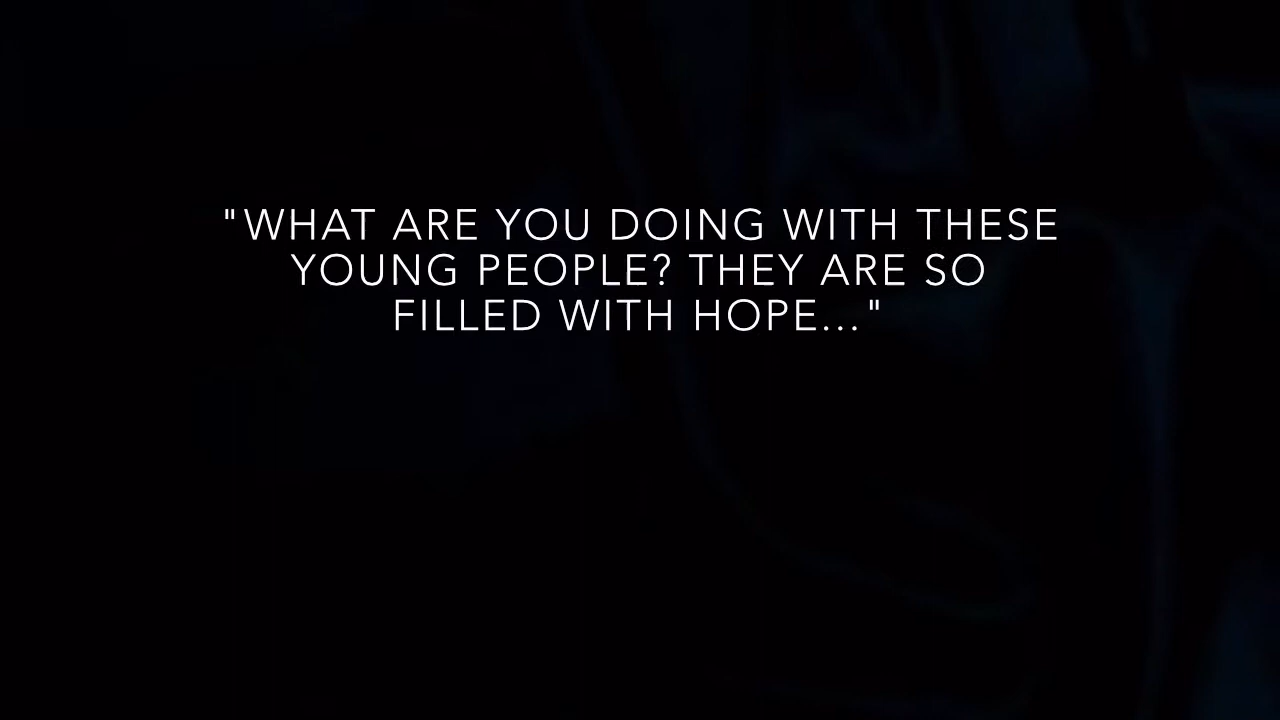 "WHAT ARE YOU DOING WITH THESE
YOUNG PEOPLE? THEY ARE SO
FILLED WITH HOPE..."